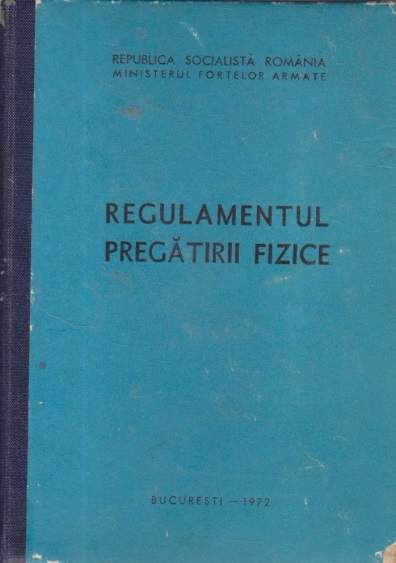 REPUBLICA SOCIALISTĂ ROMÂNIA
MINISTERUL FORȚELOR ARMATE
REGULAMENTUL
PREGĂTIRII FIZICE
BUCUREȘTI — 1972